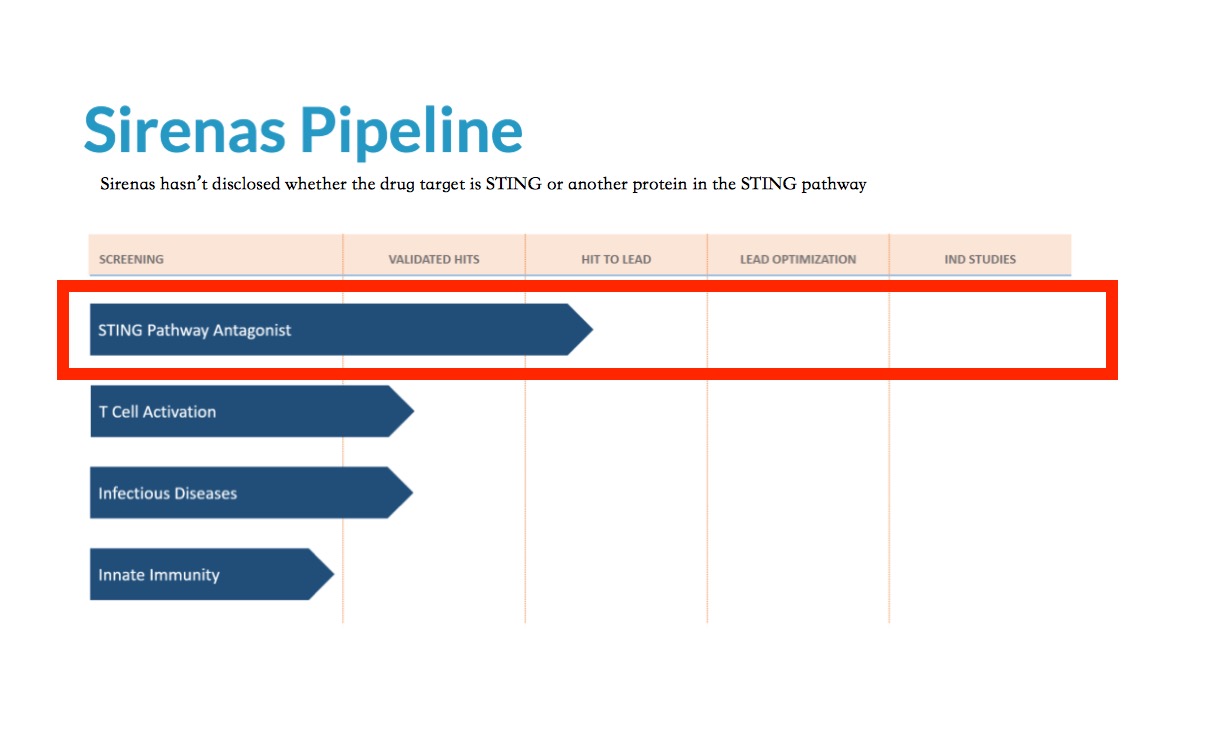 Sirenas Pipeline
Sirenas hasn’t disclosed whether the drug target is STING or another protein in the STING pathway
SCREENING VALIDATED HITS HIT TO LEAD LEAD OPTIMIZATION IND STUDIES
STING Pathway Antagonist
T Cell Activation
Infectious Diseases
Innate Immunity